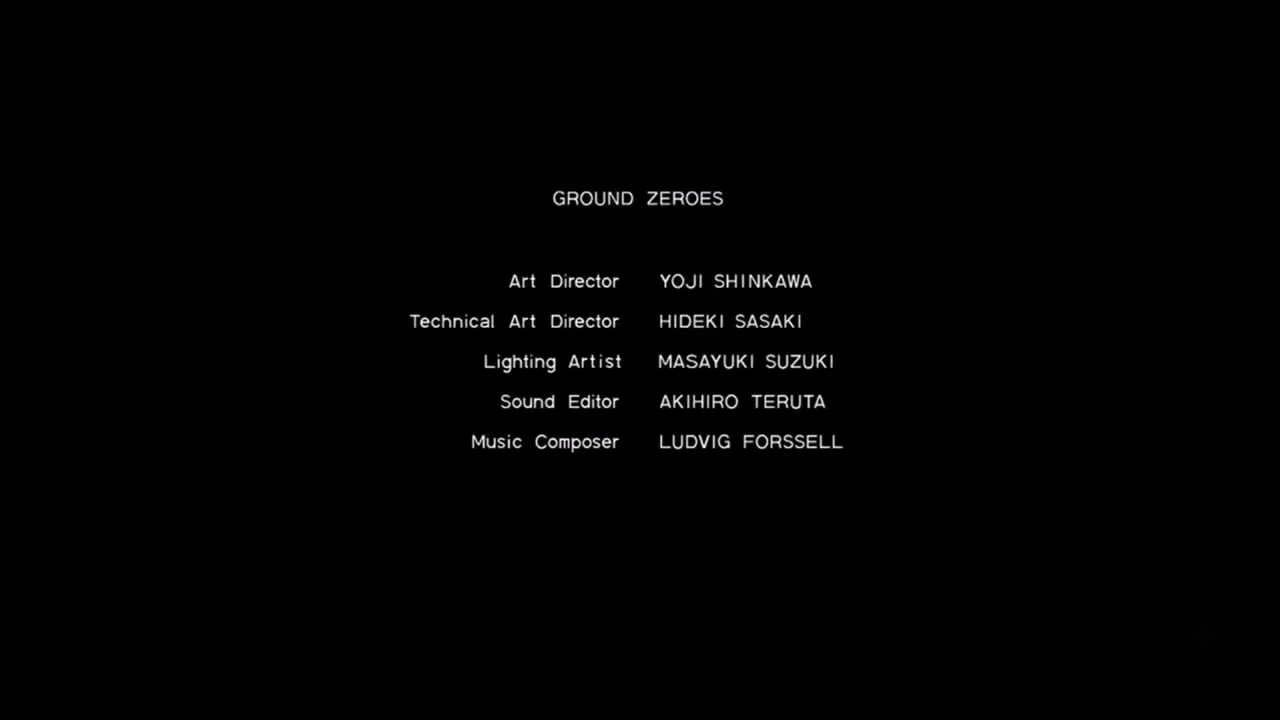 GROUND ZEROES
Art Director YOJI SHINKAWA
Technical Art Director HIDEKI SASAKI
Lighting Artist MASAYUKI SUZUKI
Sound Editor AKIHIRO TERUTA
Music Composer LUDVIG FORSSELL